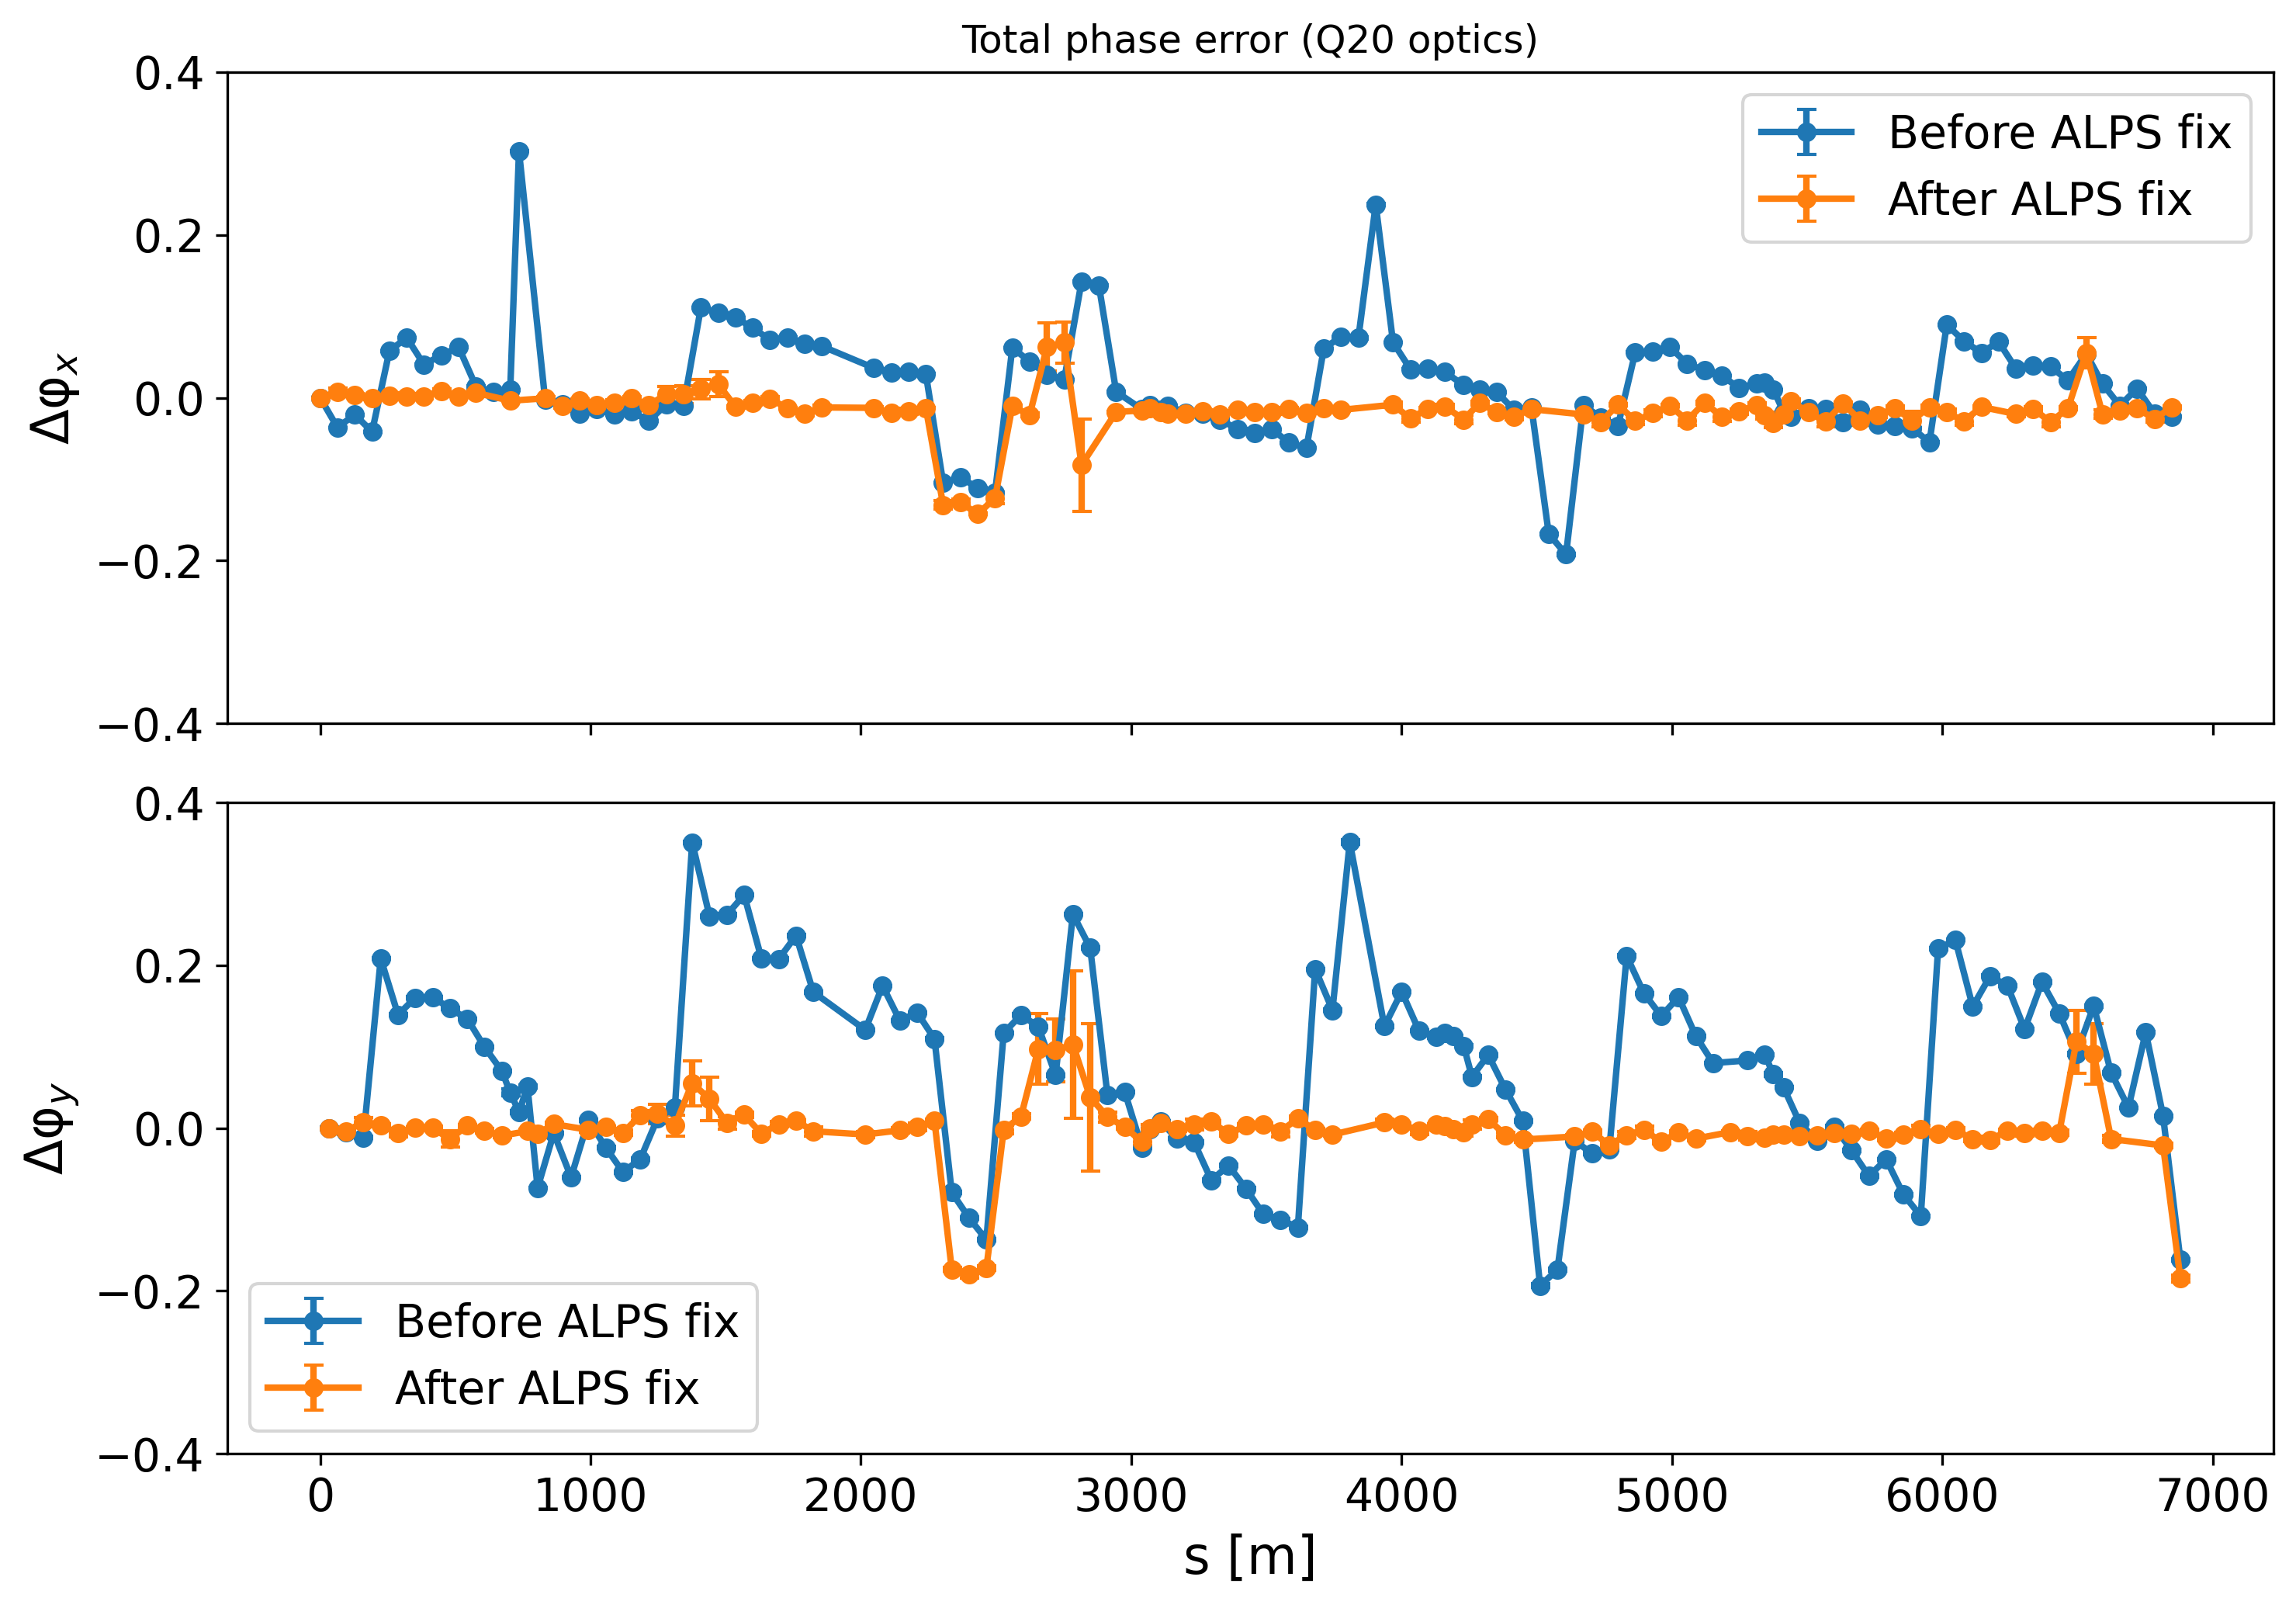 Total phase error (Q20 optics)
0.4
0.2
0.0
−0.2
−0.4
Δφx
Before ALPS fix
After ALPS fix
0.4
0.2
0.0
−0.2
−0.4
Δφy
Before ALPS fix
After ALPS fix
0 1000 2000 3000 4000 5000 6000 7000
s [m]